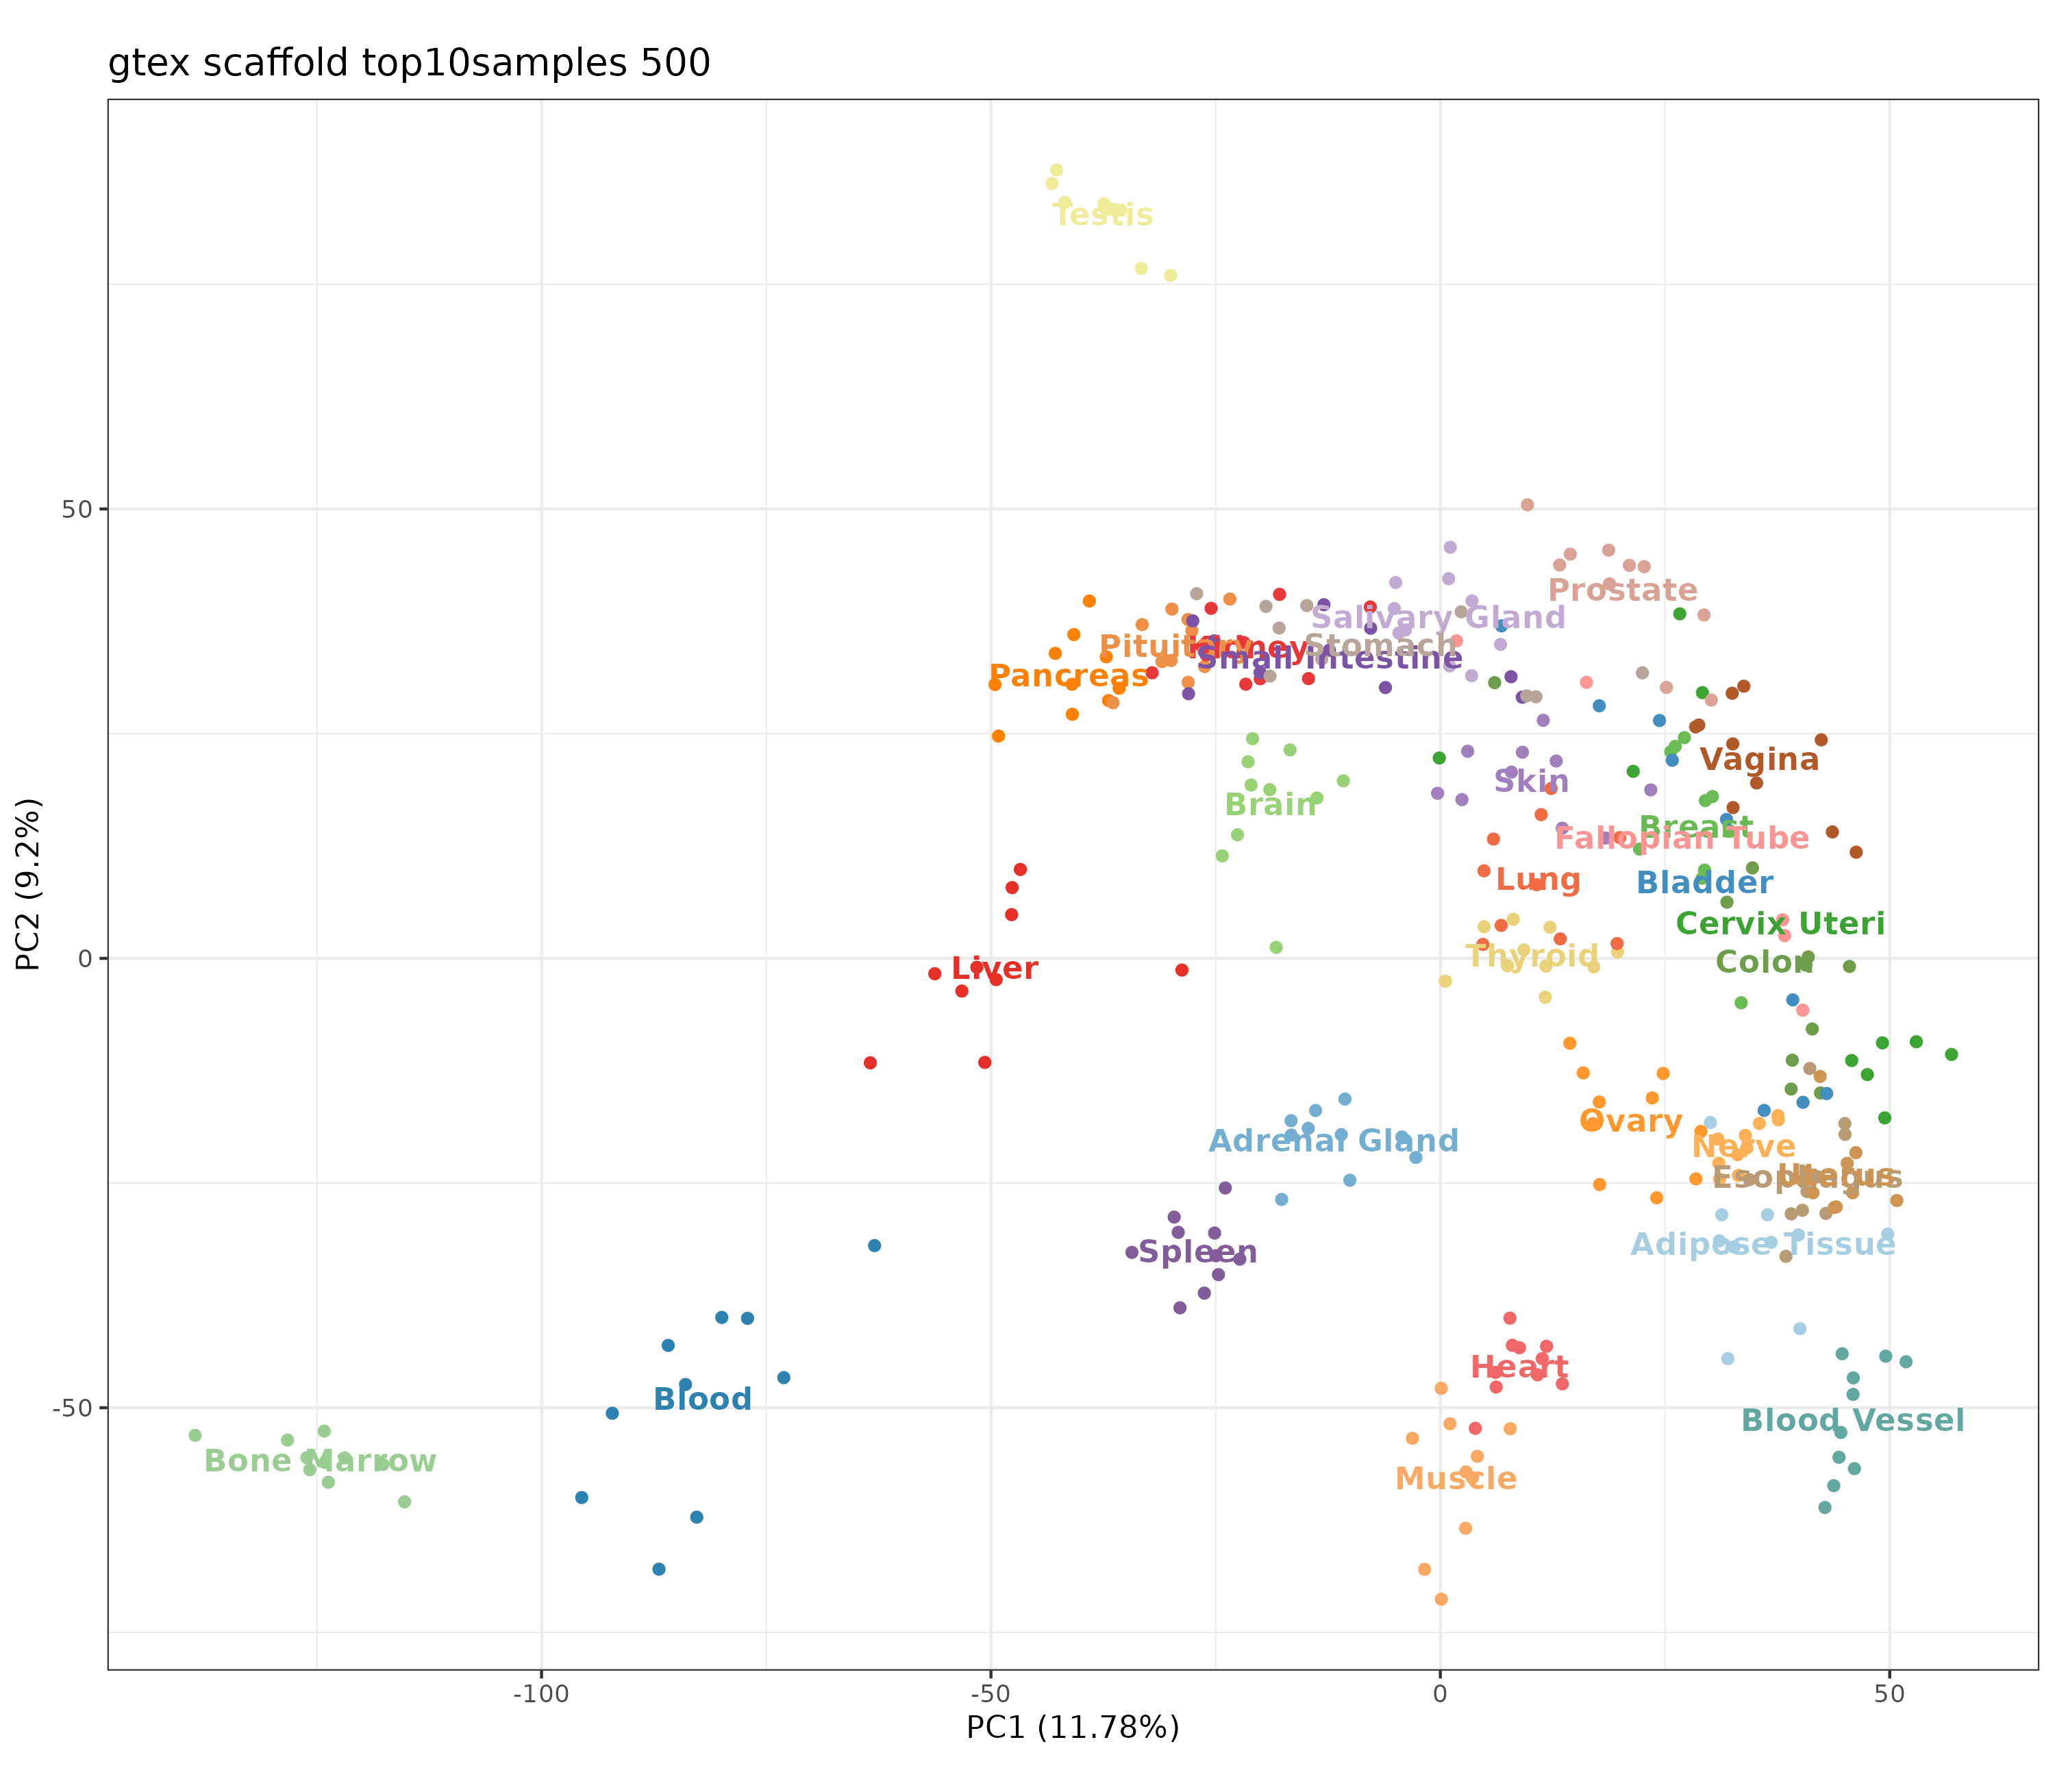 gtex scaffold top10samples 500
Testis
50
Prostate
Salivary Gland
Pituitary
Kidney
Stomach
Small Intestine
Pancreas
Vagina
Skin
Brain
Breast
Fallopian Tube
Lung
Bladder
Cervix Uteri
PC2 (9.2%)
0
Thyroid
Colon
Liver
Ovary
Adrenal Gland
Nerve
Uterus
Esophagus
Adipose Tissue
Spleen
Heart
Blood
-50
Blood Vessel
Bone Marrow
Muscle
-100
-50
0
50
PC1 (11.78%)